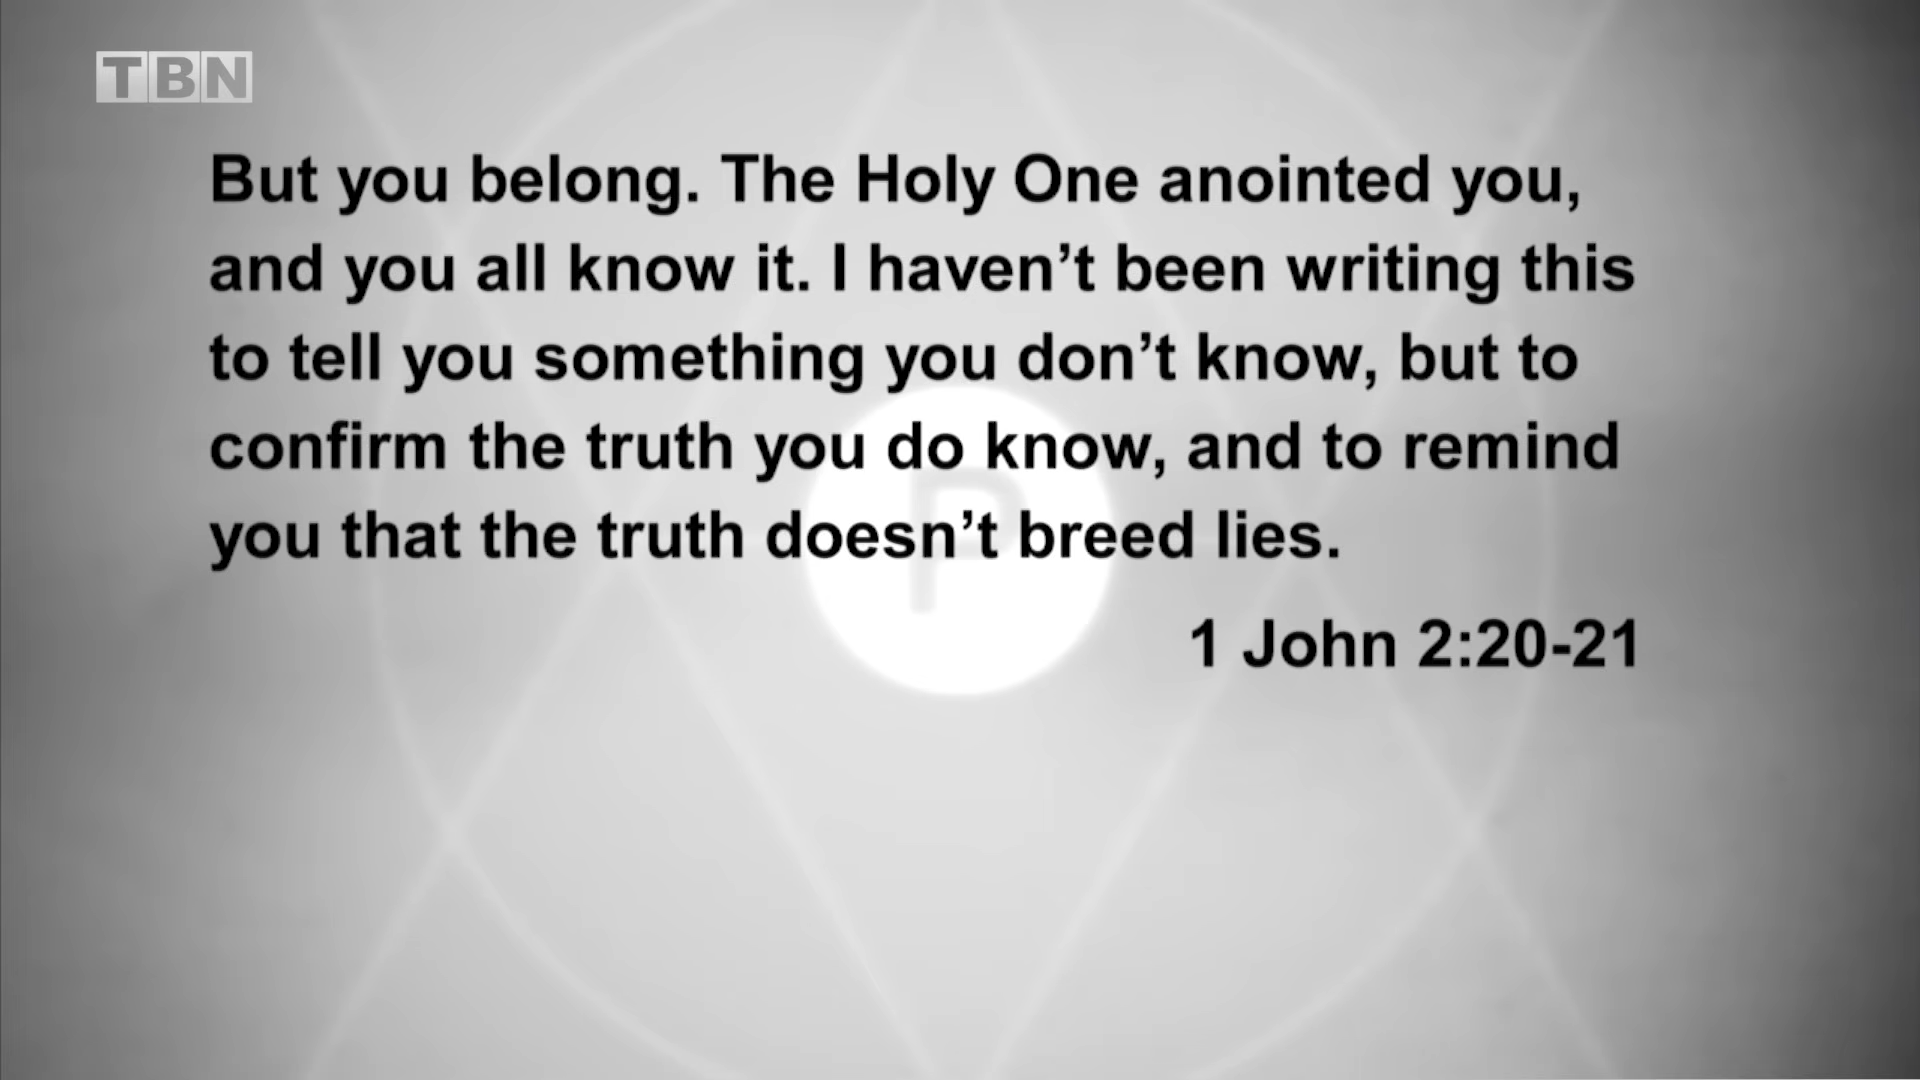 TBN
But you belong. The Holy One anointed you,
and you all know it. I haven’t been writing this
to tell you something you don’t know, but to
confirm the truth you do know, and to remind
you that the truth doesn’t breed lies.
1 John 2:20-21
P